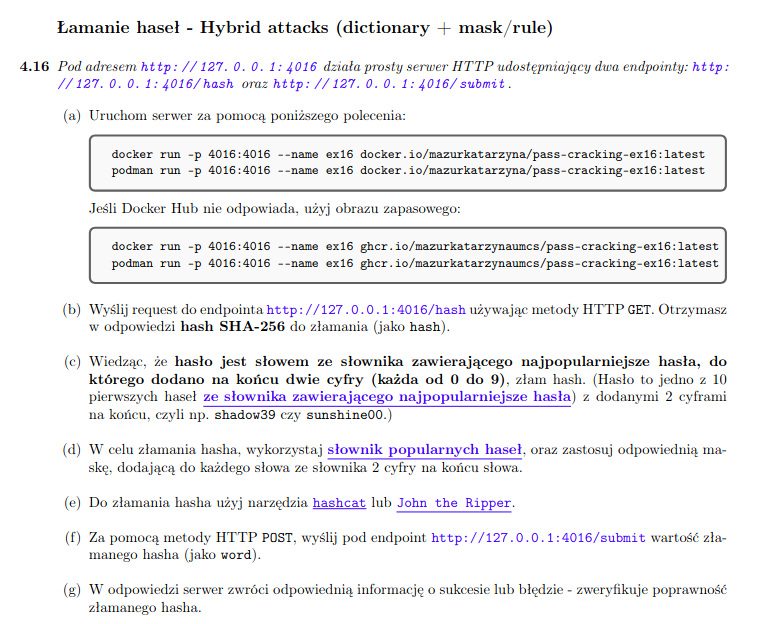 Łamanie haseł - Hybrid attacks (dictionary + mask/rule)
4.16 Pod adresem http://127.0.0.1:4016 działa prosty serwer HTTP udostępniający dwa endpointy: http:
//127.0.0.1:4016/hash oraz http://127.0.0.1:4016/submit.
(a) Uruchom serwer za pomocą poniższego polecenia:
docker run -p 4016:4016 --name ex16 docker.io/mazurkatarzyna/pass-cracking-ex16:latest
podman run -p 4016:4016 --name ex16 docker.io/mazurkatarzyna/pass-cracking-ex16:latest
Jeśli Docker Hub nie odpowiada, użyj obrazu zapasowego:
docker run -p 4016:4016 --name ex16 ghcr.io/mazurkatarzynaumcs/pass-cracking-ex16:latest
podman run -p 4016:4016 --name ex16 ghcr.io/mazurkatarzynaumcs/pass-cracking-ex16:latest
(b) Wyślij request do endpointa http://127.0.0.1:4016/hash używając metody HTTP GET. Otrzymasz
w odpowiedzi hash SHA-256 do złamania (jako hash).
(c) Wiedząc, że hasło jest słowem ze słownika zawierającego najpopularniejsze hasła, do
którego dodano na końcu dwie cyfry (każda od 0 do 9), złam hash. (Hasło to jedno z 10
pierwszych haseł ze słownika zawierającego najpopularniejsze hasła) z dodanymi 2 cyframi
na końcu, czyli np. shadow39 czy sunshine00.)
(d) W celu złamania hasha, wykorzystaj słownik popularnych haseł, oraz zastosuj odpowiednią ma-
skę, dodającą do każdego słowa ze słownika 2 cyfry na końcu słowa.
(e) Do złamania hasha użyj narzędzia hashcat lub John the Ripper.
(f) Za pomocą metody HTTP POST, wyślij pod endpoint http://127.0.0.1:4016/submit wartość zła-
manego hasha (jako word).
(g) W odpowiedzi serwer zwróci odpowiednią informację o sukcesie lub błędzie - zweryfikuje poprawność
złamanego hasha.